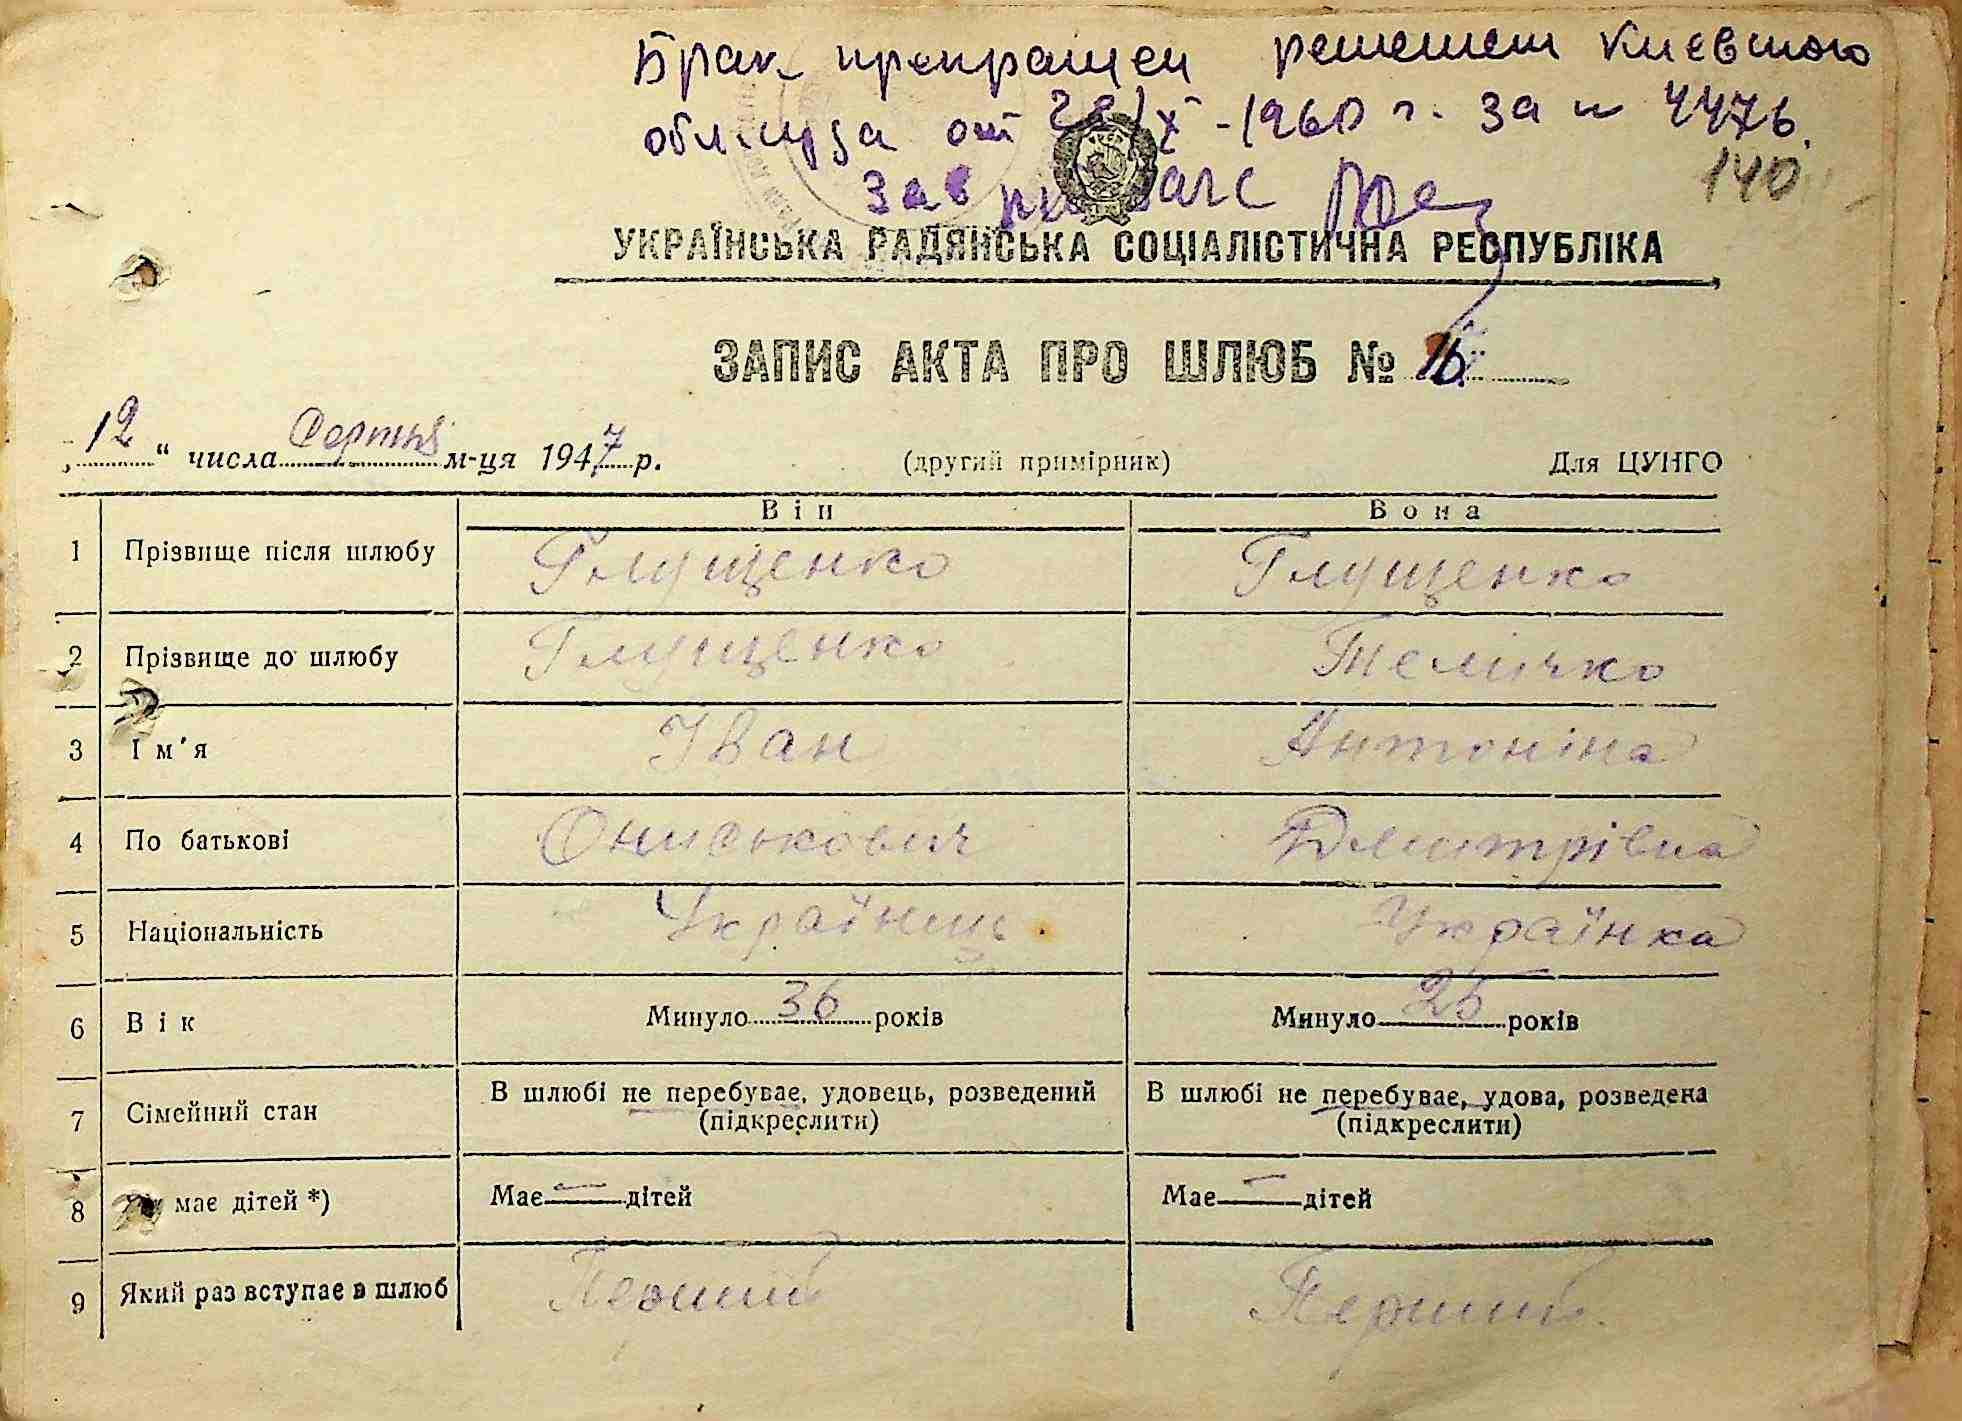 Брак прекращен решением Киевского
облсуда от X-1960 г. за № 4476.
зав загс
140
УКРАЇНСЬКА РАДЯНСЬКА СОЦІАЛІСТИЧНА РЕСПУБЛІКА
ЗАПИС АКТА ПРО ШЛЮБ № 16
„12" числа Серпня м-ця 1947 р. (другий примірник) Для ЦУНГО
Він Вона
1 Прізвище після шлюбу Глущенко Глущенко
2 Прізвище до шлюбу Глущенко Теличко
3 Ім'я Іван Антоніна
4 По батьковіОниськович Дмитрівна
5 Національність Українець Українка
6 Вік Минуло 36 років Минуло 25 років
7 Сімейний стан В шлюбі не перебуває, удовець, розведений (підкреслити) В шлюбі не перебуває, удова, розведена (підкреслити)
8 має дітей *) Має — дітей Має — дітей
9 Який раз вступає в шлюб Перший Перший